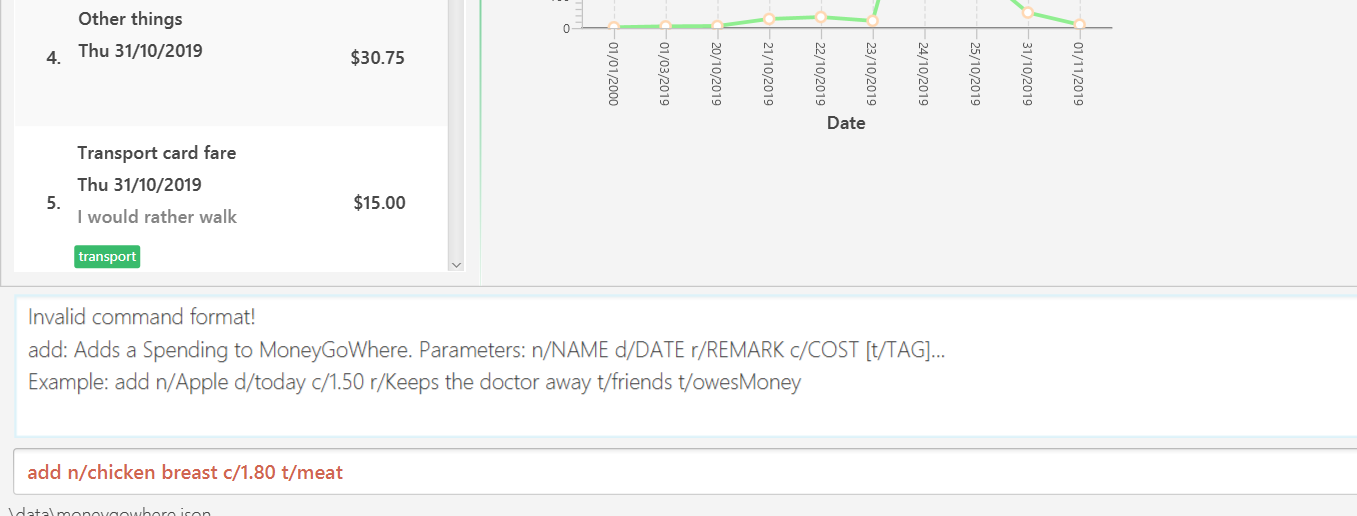 Other things
4.
Thu 31/10/2019
$30.75
Transport card fare
Thu 31/10/2019
5.
$15.00
I would rather walk
transport
0
01/01/2000
01/03/2019
20/10/2019
21/10/2019
22/10/2019
23/10/2019
24/10/2019
25/10/2019
31/10/2019
01/11/2019
Date
Invalid command format!
add: Adds a Spending to MoneyGoWhere. Parameters: n/NAME d/DATE r/REMARK c/COST [t/TAG]...
Example: add n/Apple d/today c/1.50 r/Keeps the doctor away t/friends t/owesMoney
add n/chicken breast c/1.80 t/meat
.\data\moneygowhere.json